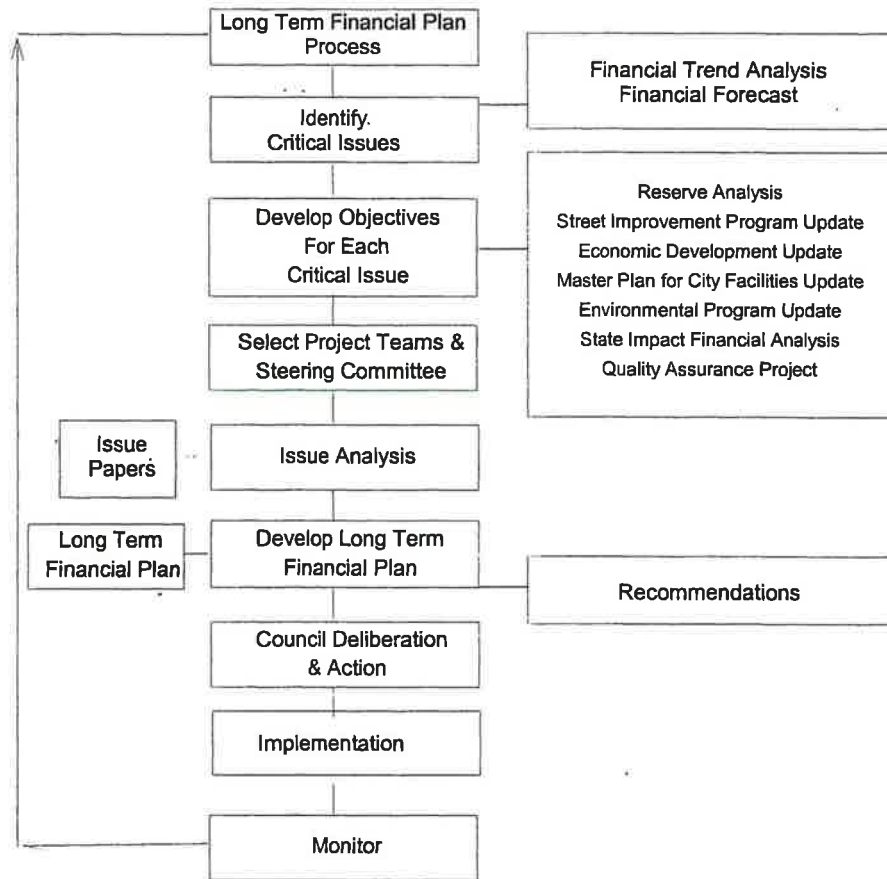 Long Term Financial Plan
Process
Financial Trend Analysis
Financial Forecast
Identify.
Critical Issues
Reserve Analysis
Street Improvement Program Update
Economic Development Update
Master Plan for City Facilities Update
Environmental Program Update
State Impact Financial Analysis
Quality Assurance Project
Develop Objectives
For Each
Critical Issue
Select Project Teams &
Steering Committee
Issue
Papers
Issue Analysis
Long Term
Financial Plan
Develop Long Term
Financial Plan
Recommendations
Council Deliberation
& Action
Implementation
Monitor